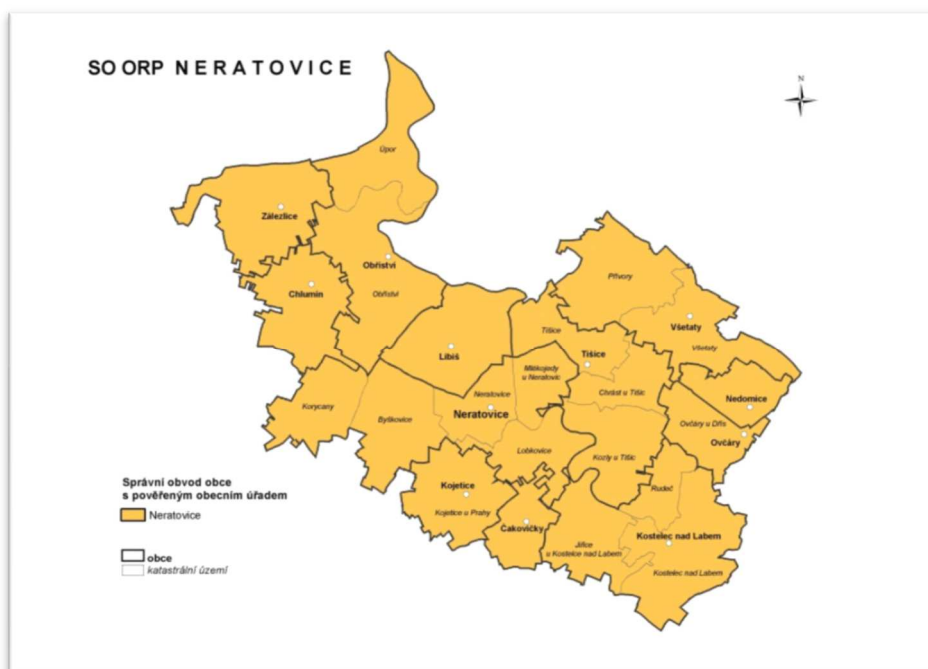 SO ORP N E R A T O V I C E
N
Úpor
Zálezlice
Obříství
Chlumín
Obříství
Přívory
Všetaty
Všetaty
Tišice
Tišice
Libiš
Mlékojedy
u Neratovic
Chrást u Tišic
Nedomice
Korycany
Byškovice
Neratovice
Neratovice
Ovčáry u Dřís
Ovčáry
Lobkovice
Kozly u Tišic
Kojetice
Kojetice u Prahy
Rudeč
Čakovičky
Jiřice
u Kostelce nad Labem
Kostelec nad Labem
Kostelec nad Labem
Správní obvod obce
s pověřeným obecním úřadem
Neratovice
obce
katastrální území